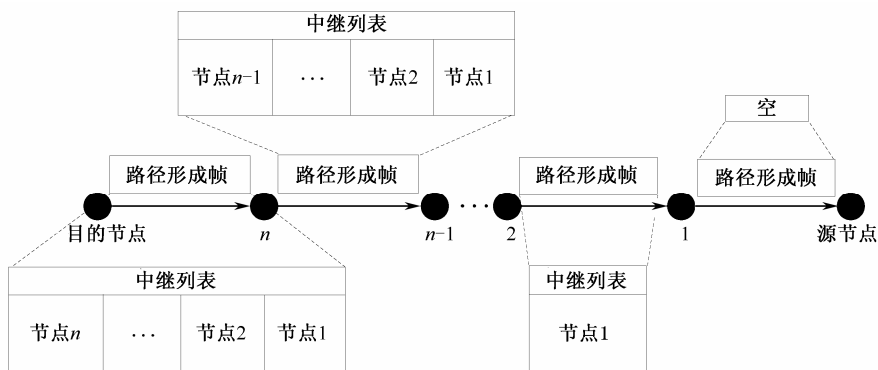 中继列表
节点n-1 ··· 节点2 节点1
空
路径形成帧 路径形成帧 路径形成帧 路径形成帧
··· 
目的节点 n n-1 2 1 源节点
中继列表 中继列表
节点n ··· 节点2 节点1 节点1